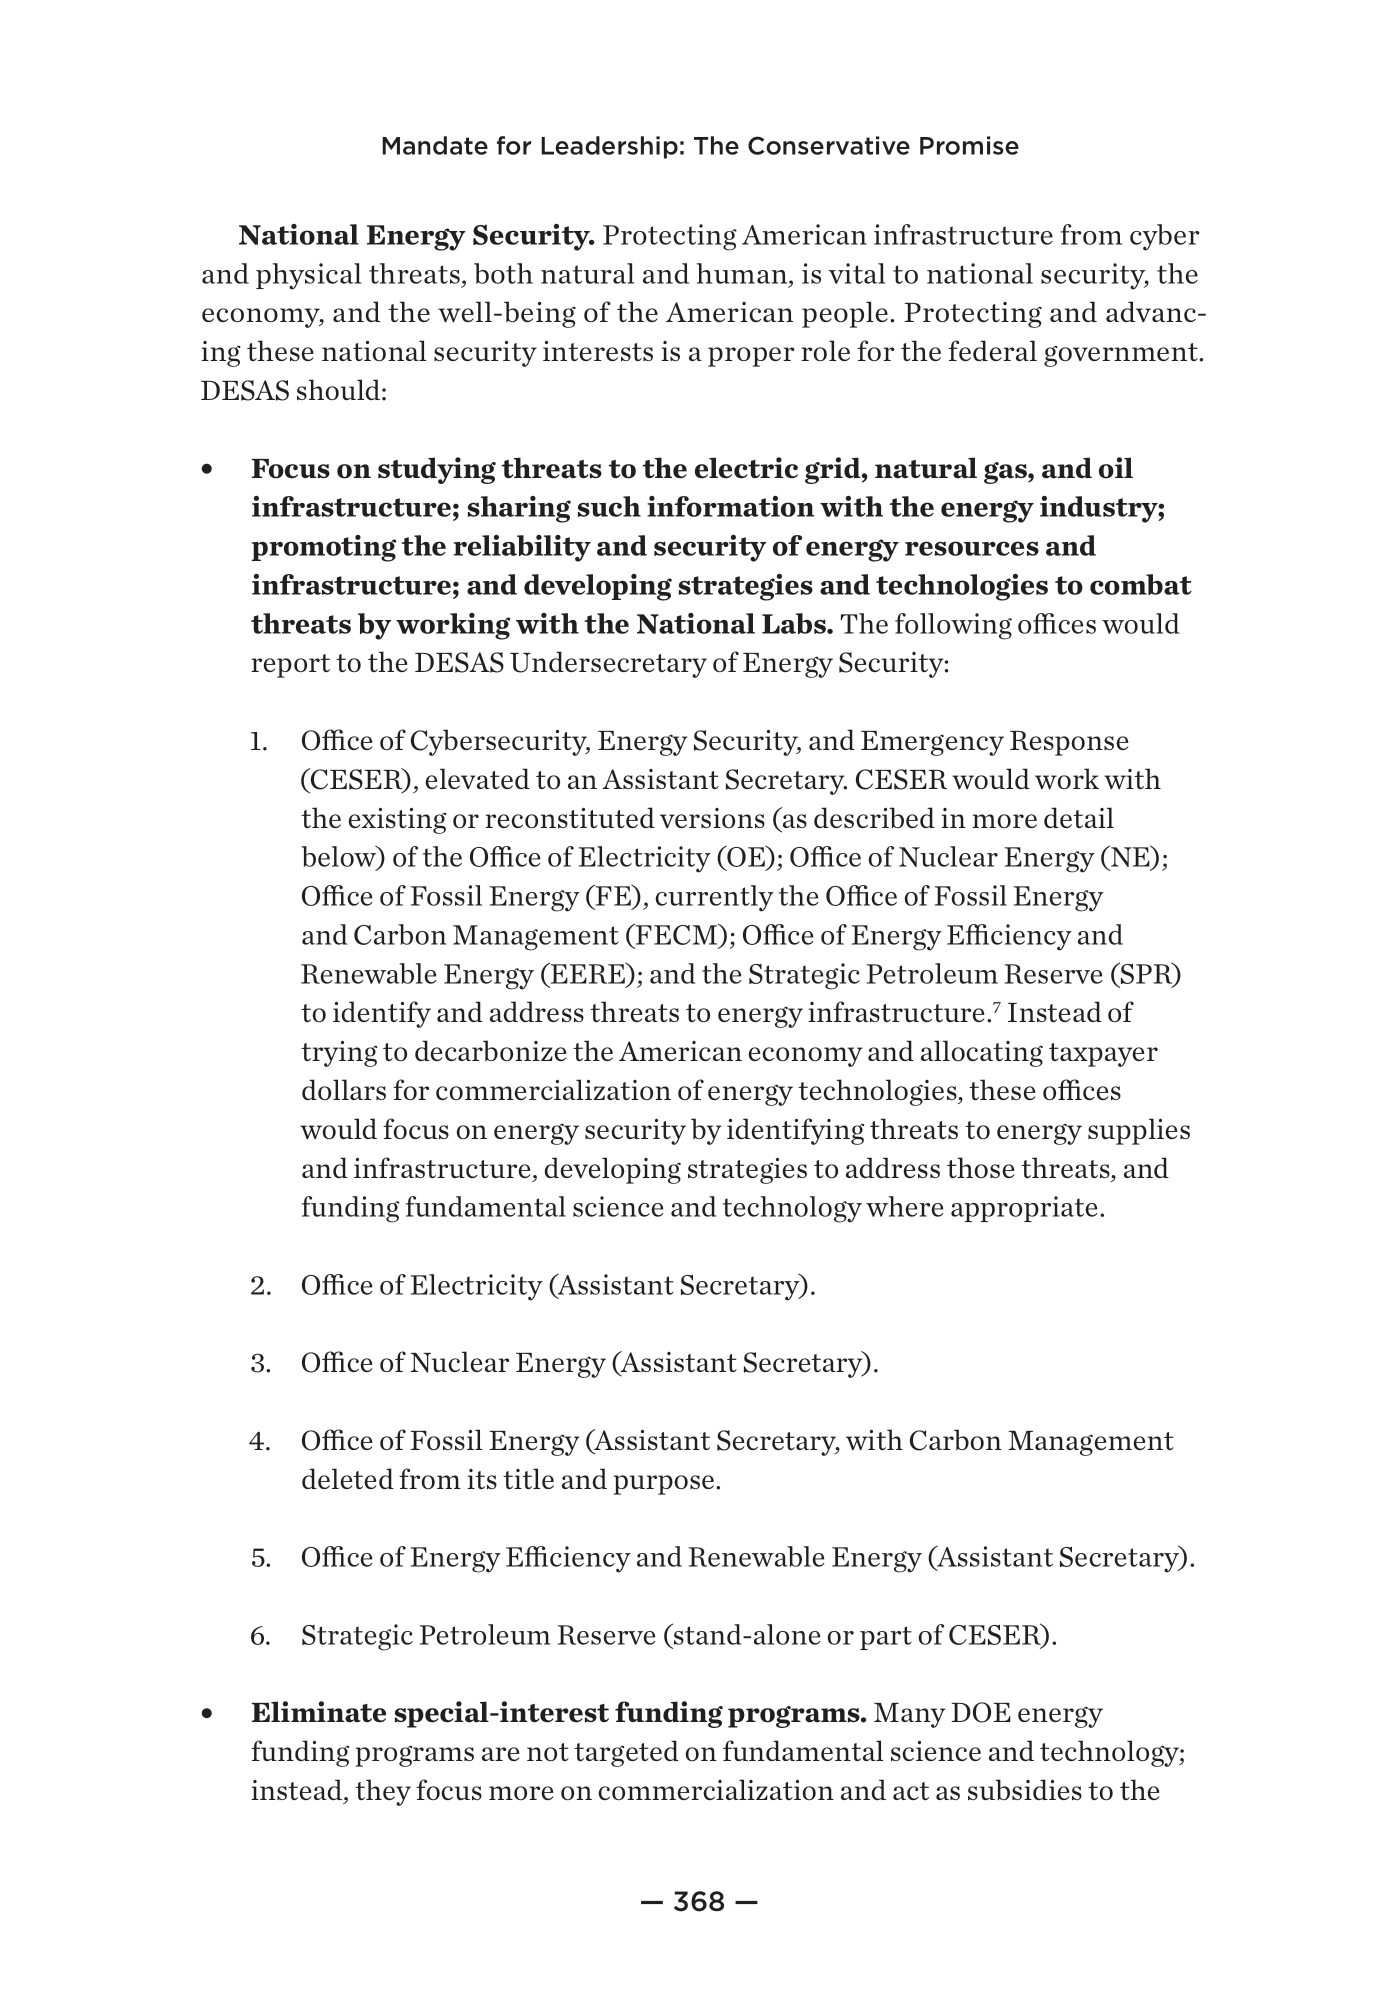 Mandate for Leadership: The Conservative Promise
National Energy Security. Protecting American infrastructure from cyber
and physical threats, both natural and human, is vital to national security, the
economy, and the well-being of the American people. Protecting and advanc-
ing these national security interests is a proper role for the federal government.
DESAS should:
• Focus on studying threats to the electric grid, natural gas, and oil
infrastructure; sharing such information with the energy industry;
promoting the reliability and security of energy resources and
infrastructure; and developing strategies and technologies to combat
threats by working with the National Labs. The following offices would
report to the DESAS Undersecretary of Energy Security:
1. Office of Cybersecurity, Energy Security, and Emergency Response
(CESER), elevated to an Assistant Secretary. CESER would work with
the existing or reconstituted versions (as described in more detail
below) of the Office of Electricity (OE); Office of Nuclear Energy (NE);
Office of Fossil Energy (FE), currently the Office of Fossil Energy
and Carbon Management (FECM); Office of Energy Efficiency and
Renewable Energy (EERE); and the Strategic Petroleum Reserve (SPR)
to identify and address threats to energy infrastructure.7 Instead of
trying to decarbonize the American economy and allocating taxpayer
dollars for commercialization of energy technologies, these offices
would focus on energy security by identifying threats to energy supplies
and infrastructure, developing strategies to address those threats, and
funding fundamental science and technology where appropriate.
2. Office of Electricity (Assistant Secretary).
3. Office of Nuclear Energy (Assistant Secretary).
4. Office of Fossil Energy (Assistant Secretary, with Carbon Management
deleted from its title and purpose.
5. Office of Energy Efficiency and Renewable Energy (Assistant Secretary).
6. Strategic Petroleum Reserve (stand-alone or part of CESER).
• Eliminate special-interest funding programs. Many DOE energy
funding programs are not targeted on fundamental science and technology;
instead, they focus more on commercialization and act as subsidies to the
— 368 —